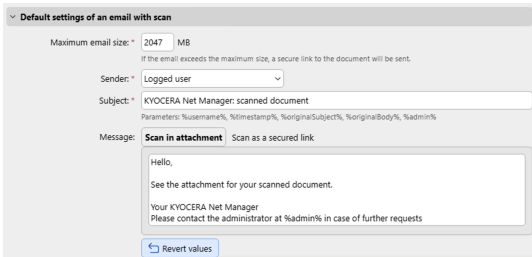 Default settings of an email with scan
Maximum email size: * 2047 MB
If the email exceeds the maximum size, a secure link to the document will be sent.
Sender: * Logged user
Subject: * KYOCERA Net Manager: scanned document
Parameters: %username%, %timestamp%, %originalSubject%, %originalBody%, %admin%
Message: Scan in attachment Scan as a secured link
Hello,
See the attachment for your scanned document.
Your KYOCERA Net Manager
Please contact the administrator at %admin% in case of further requests
Revert values